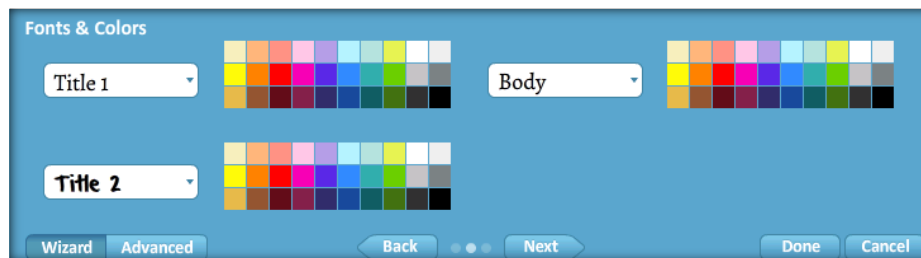 Fonts & Colors
Title 1
Body
Title 2
Wizard Advanced Back Next Done Cancel